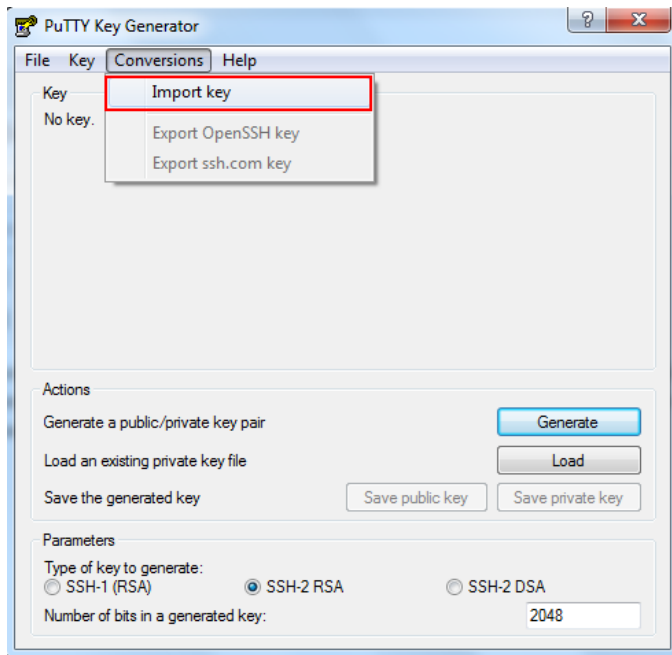 PuTTY Key Generator
File Key Conversions Help
Import key
Export OpenSSH key
Export ssh.com key
Key
No key.
Actions
Generate a public/private key pair Generate
Load an existing private key file Load
Save the generated key Save public key Save private key
Parameters
Type of key to generate:
SSH-1 (RSA) SSH-2 RSA SSH-2 DSA
Number of bits in a generated key: 2048